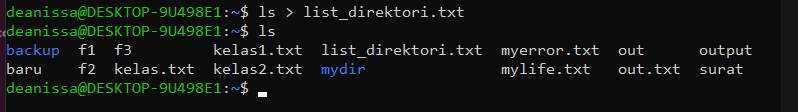 deanissa@DESKTOP-9U498E1:~$ ls > list_direktori.txt
deanissa@DESKTOP-9U498E1:~$ ls
backup  f1  f3         kelas1.txt  list_direktori.txt  myerror.txt  out      output
baru    f2  kelas.txt  kelas2.txt  mydir               mylife.txt   out.txt  surat
deanissa@DESKTOP-9U498E1:~$